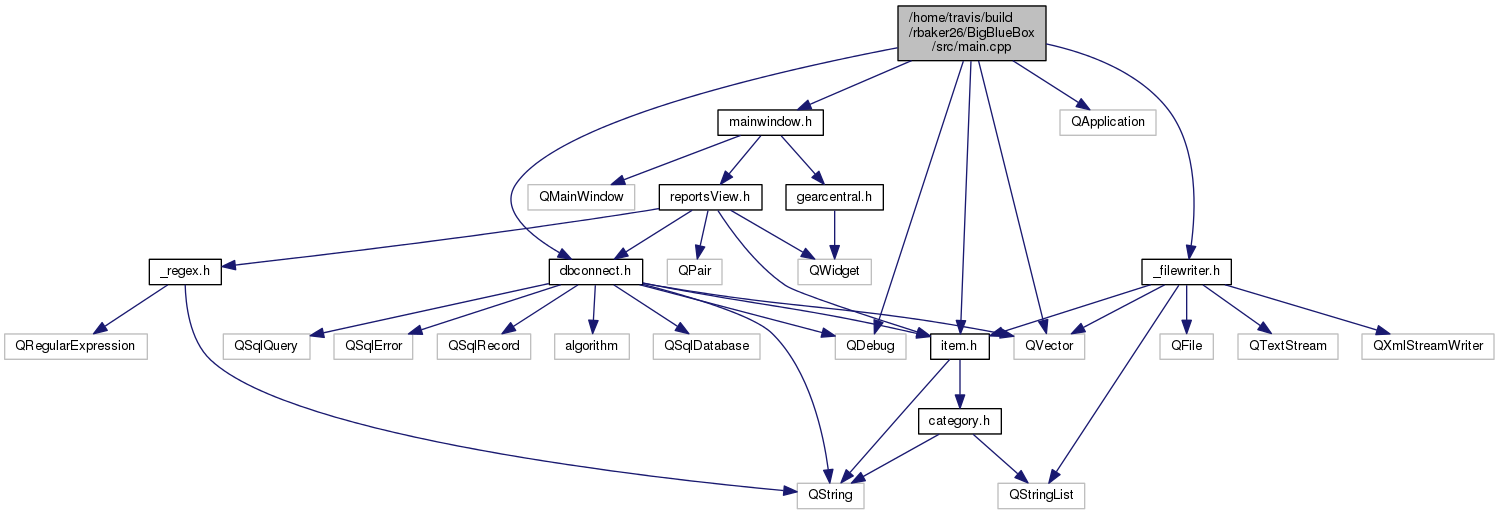 /home/travis/build
/rbaker26/BigBlueBox
/src/main.cpp
mainwindow.h
QApplication
QMainWindow
reportsView.h
gearcentral.h
_regex.h
dbconnect.h
QPair
QWidget
_filewriter.h
QRegularExpression
QSqlQuery
QSqlError
QSqlRecord
algorithm
QSqlDatabase
QDebug
item.h
QVector
QFile
QTextStream
QXmlStreamWriter
category.h
QString
QStringList